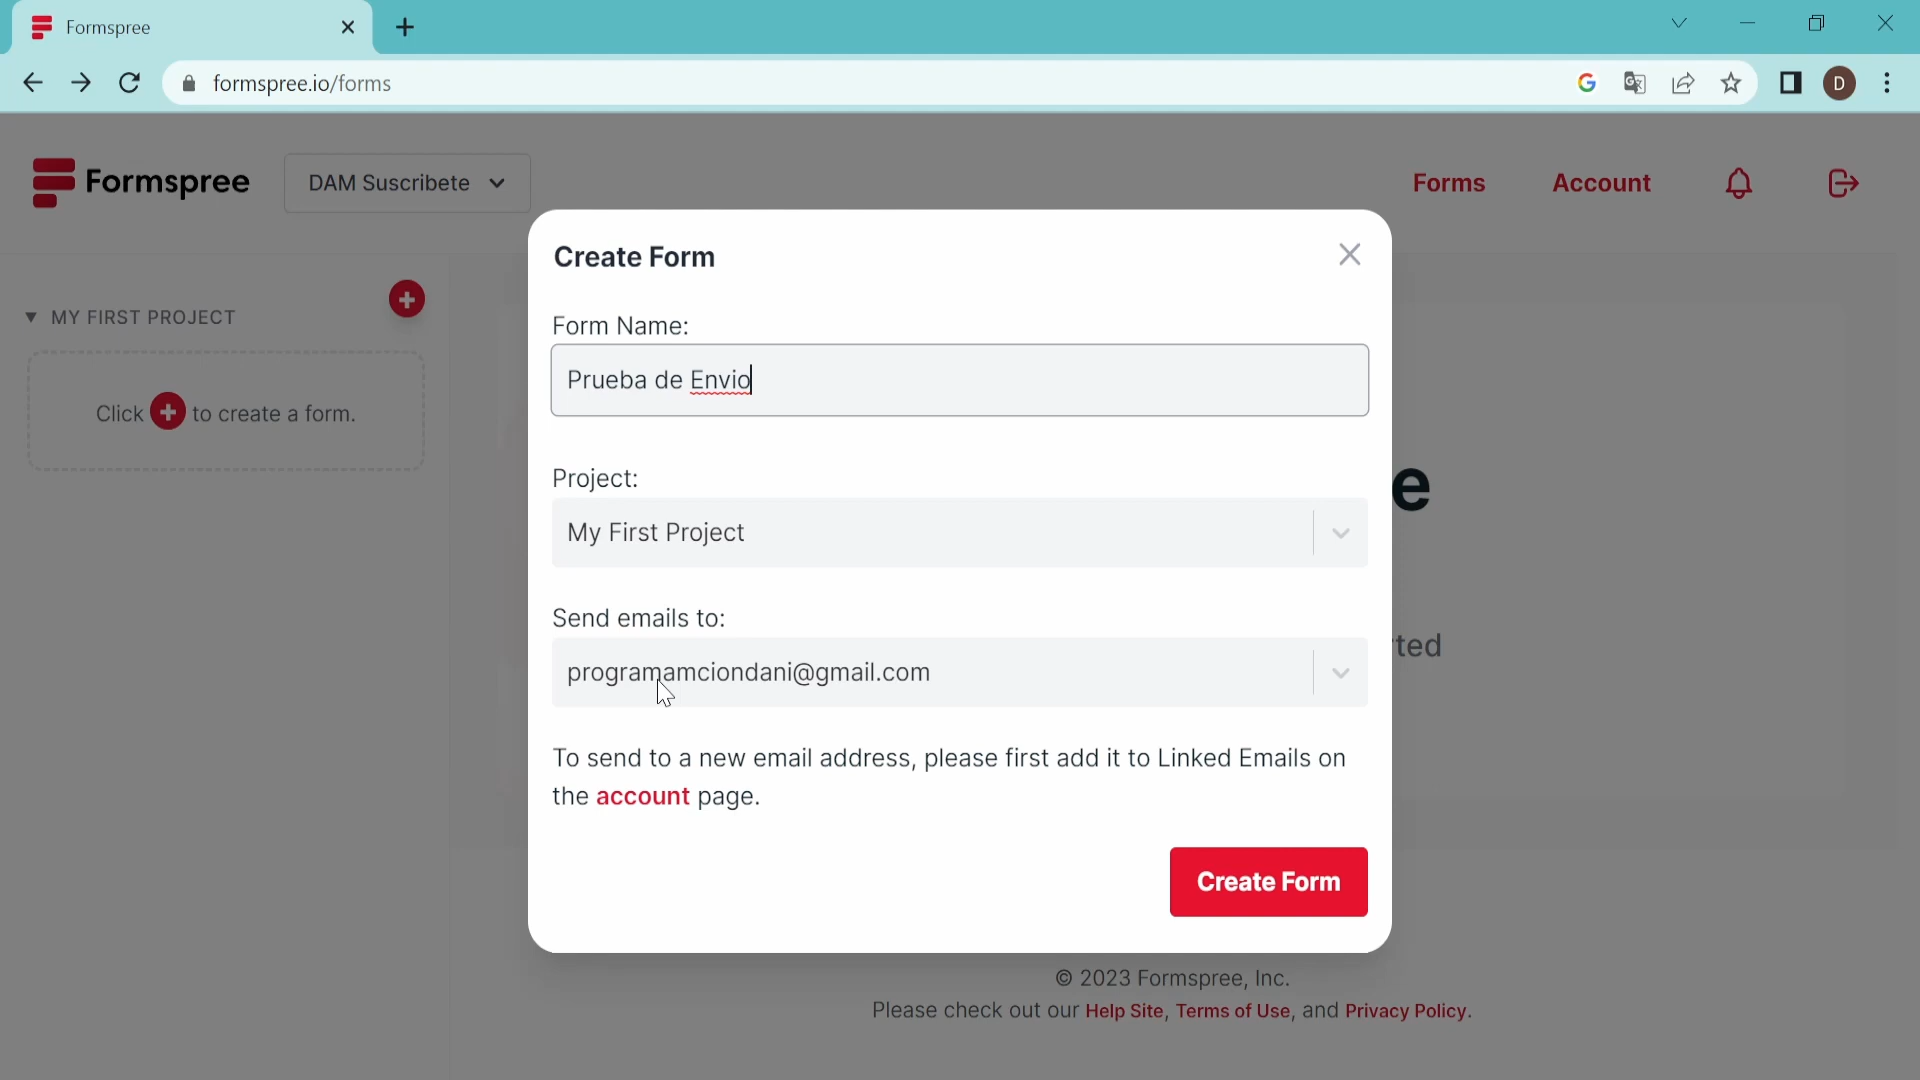 Formspree
formspree.io/forms
D
Formspree
DAM Suscribete
Forms
Account
MY FIRST PROJECT
Click + to create a form.
Create Form
Form Name:
Prueba de Envio
Project:
My First Project
Send emails to:
programamciondani@gmail.com
To send to a new email address, please first add it to Linked Emails on
the account page.
Create Form
e
ted
© 2023 Formspree, Inc.
Please check out our Help Site, Terms of Use, and Privacy Policy.